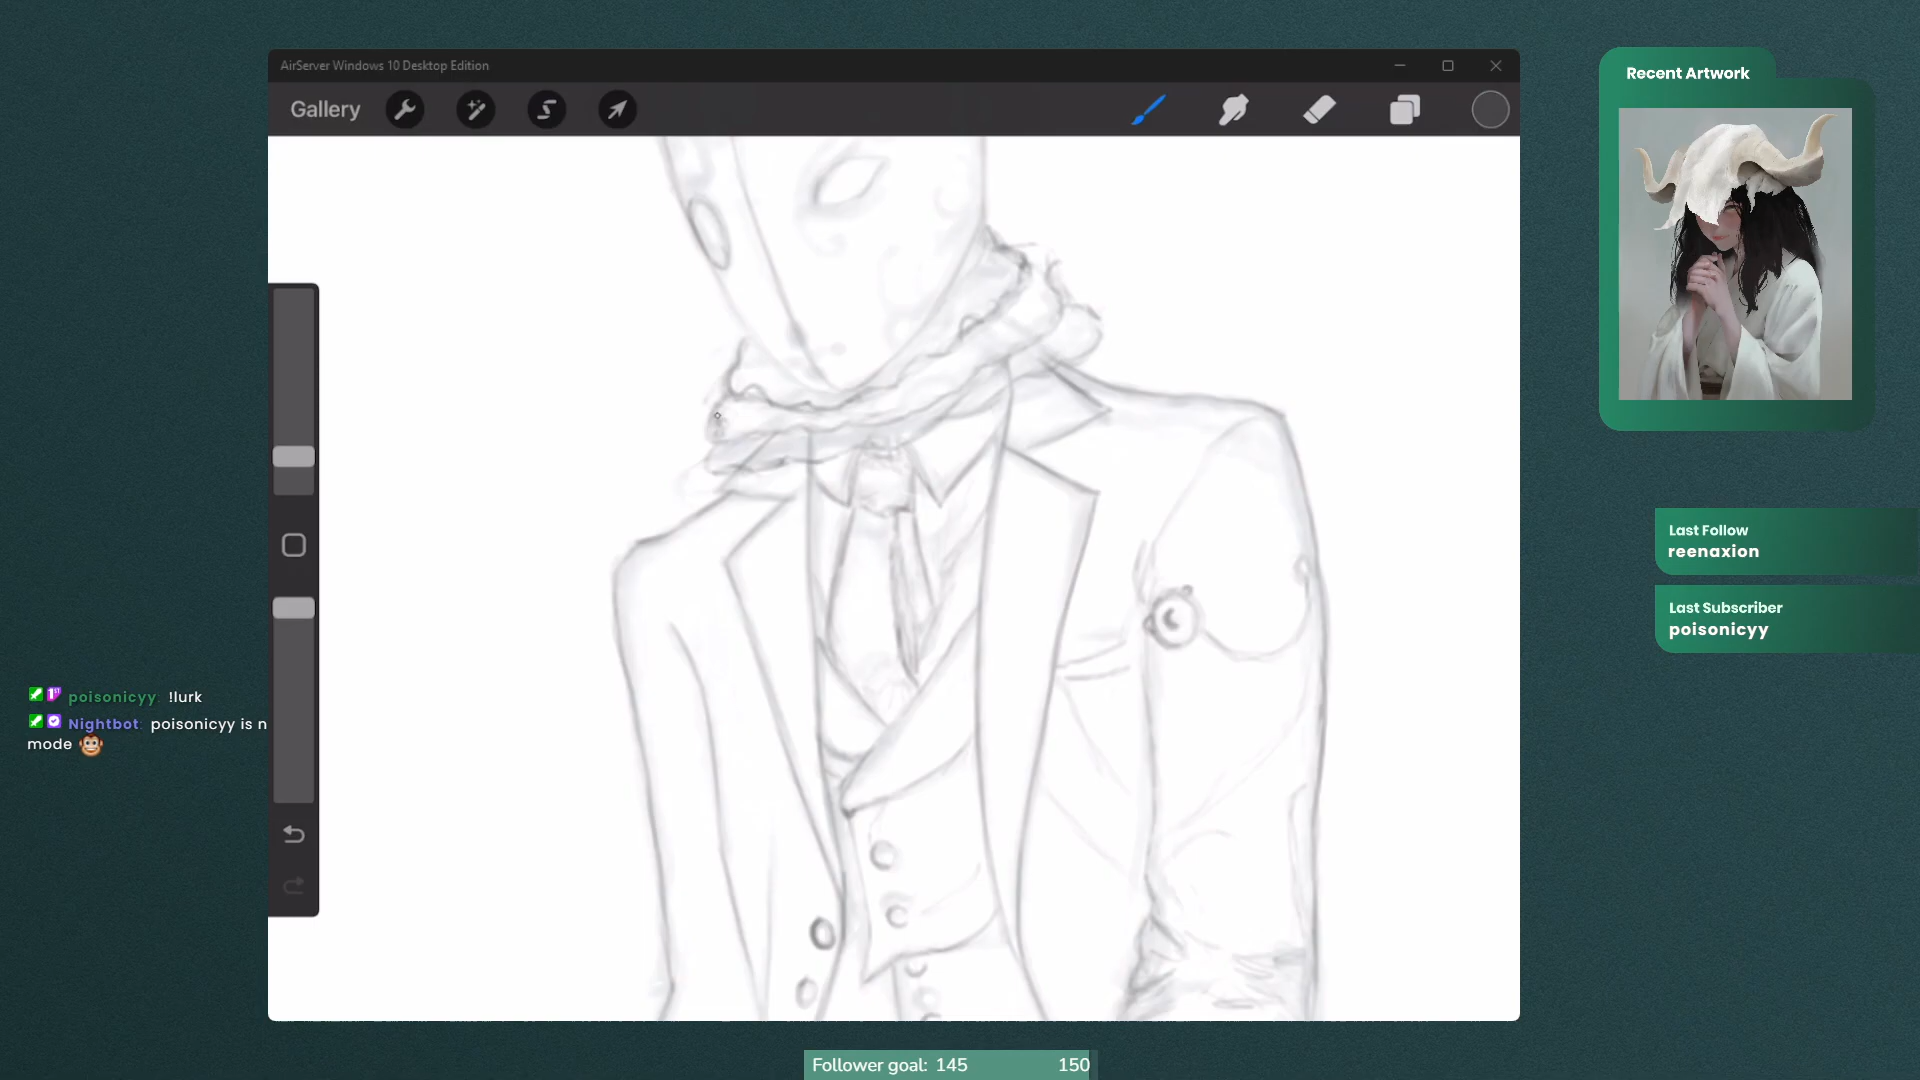 AirServer Windows 10 Desktop Edition
Gallery
Recent Artwork
Last Follow
reenaxion
Last Subscriber
poisonicyy
poisonicyy: !lurk
Nightbot: poisonicyy is n
mode
Follower goal: 145 150